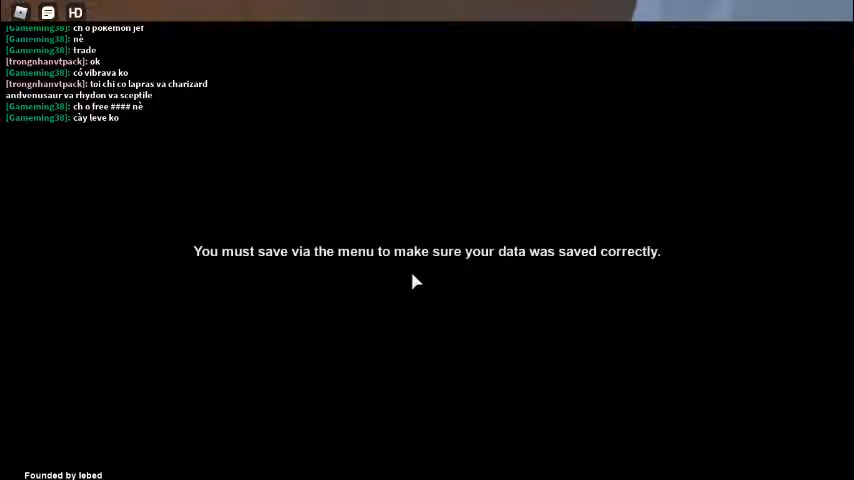 HD
[Gameming38]: ch o pokemon jef
[Gameming38]: nè
[Gameming38]: trade
[trongnhanvtpack]: ok
[Gameming38]: có vibrava ko
[trongnhanvtpack]: toi chi co lapras va charizard
andvenusaur va rhydon va sceptile
[Gameming38]: ch o free #### nè
[Gameming38]: cày leve ko
You must save via the menu to make sure your data was saved correctly.
Founded by lebed